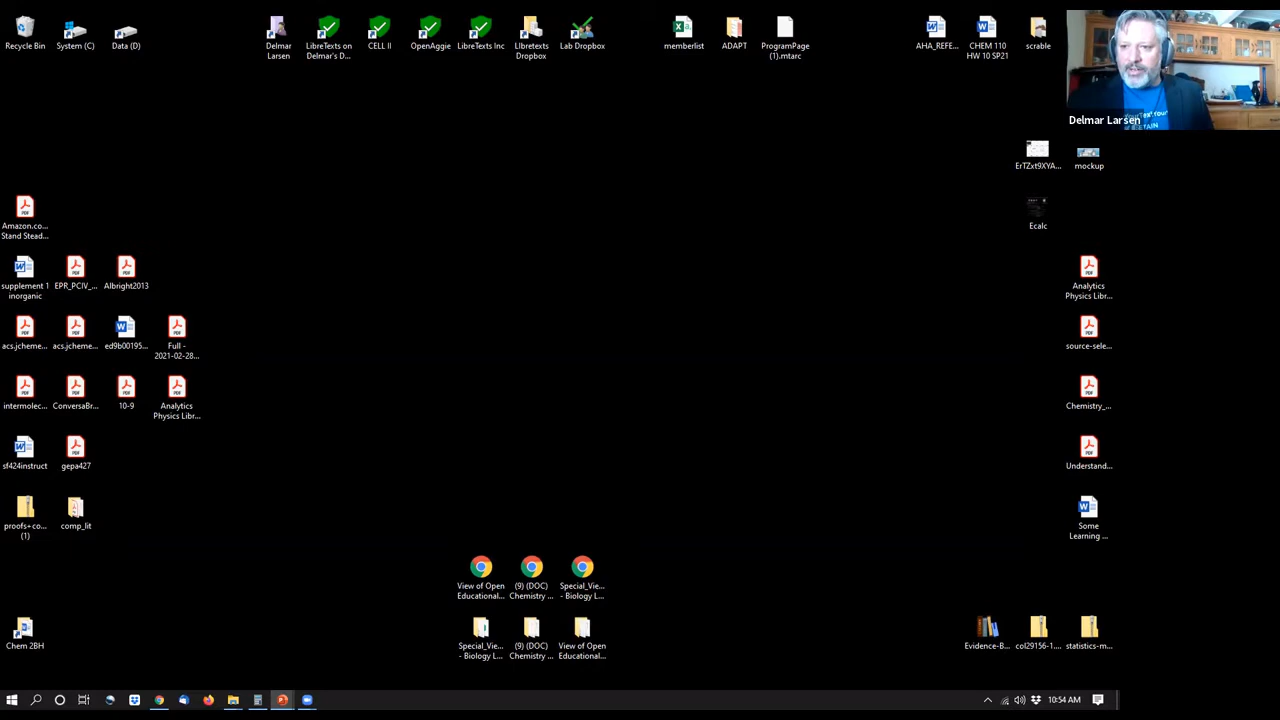 Recycle Bin
System (C)
Data (D)
Delmar
Larsen
LibreTexts on
Delmar's D...
CELL II
OpenAggie
LibreTexts Inc
LIbretexts
Dropbox
Lab Dropbox
memberlist
ADAPT
ProgramPage
(1).mtarc
AHA_REFE...
CHEM 110
HW 10 SP21
scrable
Delmar Larsen
ErTZxt9XYA...
mockup
Ecalc
Amazon.co...
Stand Stead...
supplement 1
inorganic
EPR_PCIV_...
Albright2013
Analytics
Physics Libr...
acs.jcheme...
acs.jcheme...
ed9b00195...
Full -
2021-02-28...
source-sele...
intermolec...
ConversaBr...
10-9
Analytics
Physics Libr...
Chemistry_...
sf424instruct
gepa427
Understand...
proofs+co...
(1)
comp_lit
Some
Learning ...
View of Open
Educational...
(9) (DOC)
Chemistry ...
Special_Vie...
- Biology L...
Chem 2BH
Special_Vie...
- Biology L...
(9) (DOC)
Chemistry ...
View of Open
Educational...
Evidence-B...
col29156-1....
statistics-m...
10:54 AM